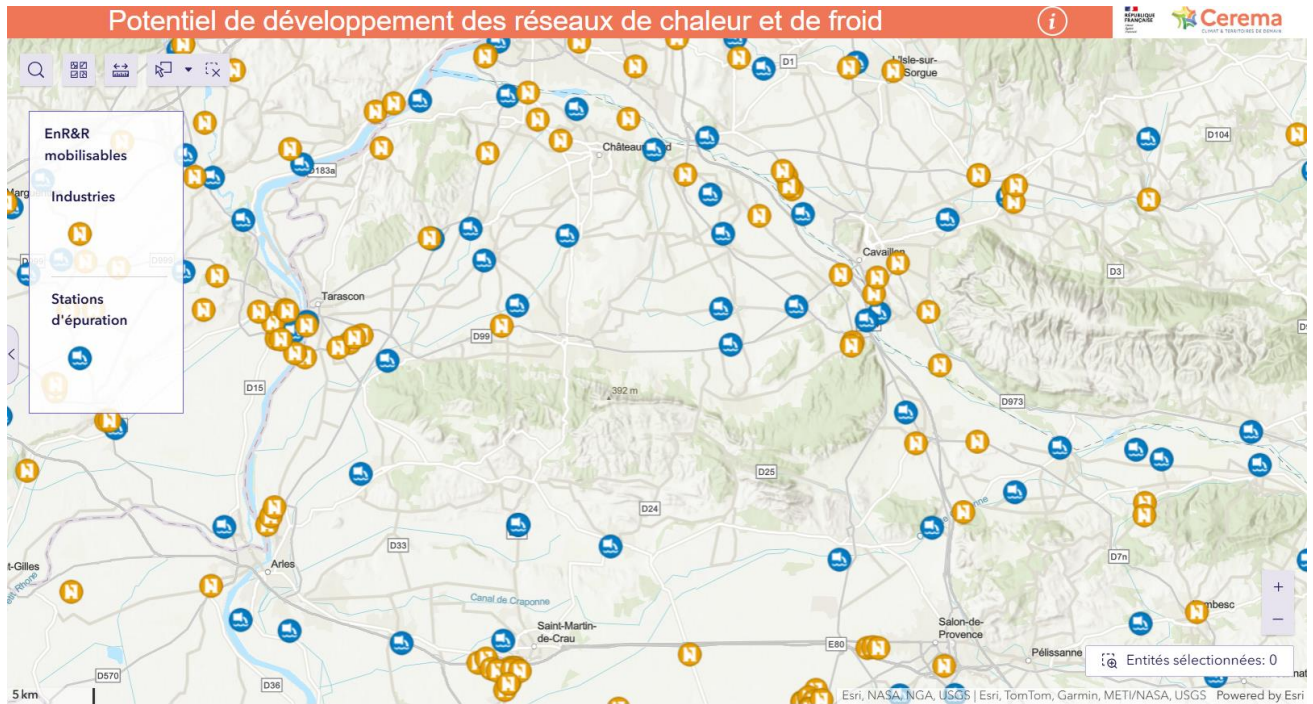 Potentiel de développement des réseaux de chaleur et de froid
i
RÉPUBLIQUE
FRANÇAISE
Cerema
CLIMAT & TERRITOIRES DE DEMAIN
EnR&R
mobilisables
Industries
Stations
d'épuration
L'Isle-sur-
Sorgue
D1
D104
D183a
Cavaillon
D3
Tarascon
D99
D15
392 m
D973
D25
D24
D33
D7n
t-Gilles
Arles
Canal de Craponne
Saint-Martin-
de-Crau
Salon-de-
Provence
E80
Pélissanne
D570
D36
5 km
+
−
Entités sélectionnées: 0
Esri, NASA, NGA, USGS | Esri, TomTom, Garmin, METI/NASA, USGS
Powered by Esri